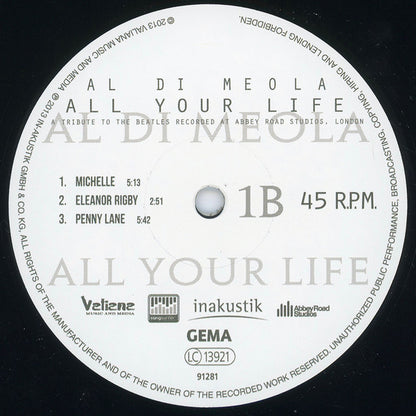 AL DI MEOLA
ALL YOUR LIFE
A TRIBUTE TO THE BEATLES RECORDED AT ABBEY ROAD STUDIOS, LONDON
AL DI MEOLA
1. MICHELLE 5:13
2. ELEANOR RIGBY 2:51
3. PENNY LANE 5:42
1B
45 R.P.M.
ALL YOUR LIFE
Valiana
MUSIC AND MEDIA
inakustik
AbbeyRoad
Studios
GEMA
LC 13921
91281
℗ 2013 VALIANA MUSIC AND MEDIA © 2013 IN-AKUSTIK GMBH & CO. KG. ALL RIGHTS OF THE MANUFACTURER AND OF THE OWNER OF THE RECORDED WORK RESERVED. UNAUTHORIZED PUBLIC PERFORMANCE, BROADCASTING, COPYING, HIRING AND LENDING FORBIDDEN.